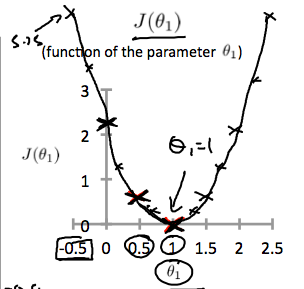 J(θ₁)
5.25
(function of the parameter θ₁)
3
2
J(θ₁)
1
0
θ₁=1
-0.5 0 0.5 1 1.5 2 2.5
θ₁